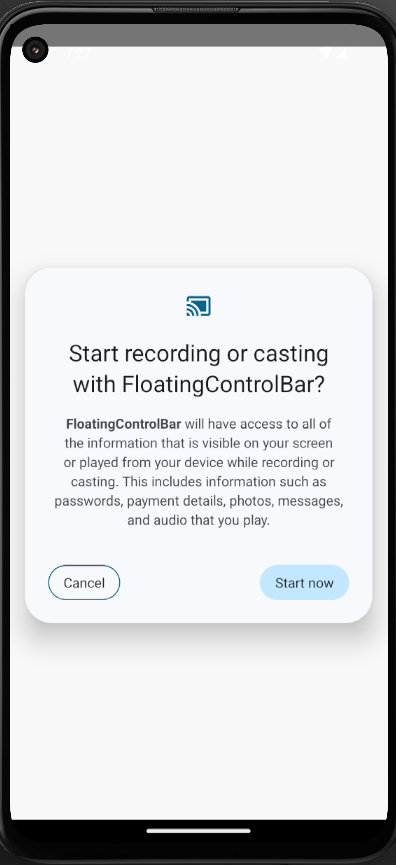 Start recording or casting
with FloatingControlBar?
FloatingControlBar will have access to all of
the information that is visible on your screen
or played from your device while recording or
casting. This includes information such as
passwords, payment details, photos, messages,
and audio that you play.
Cancel
Start now